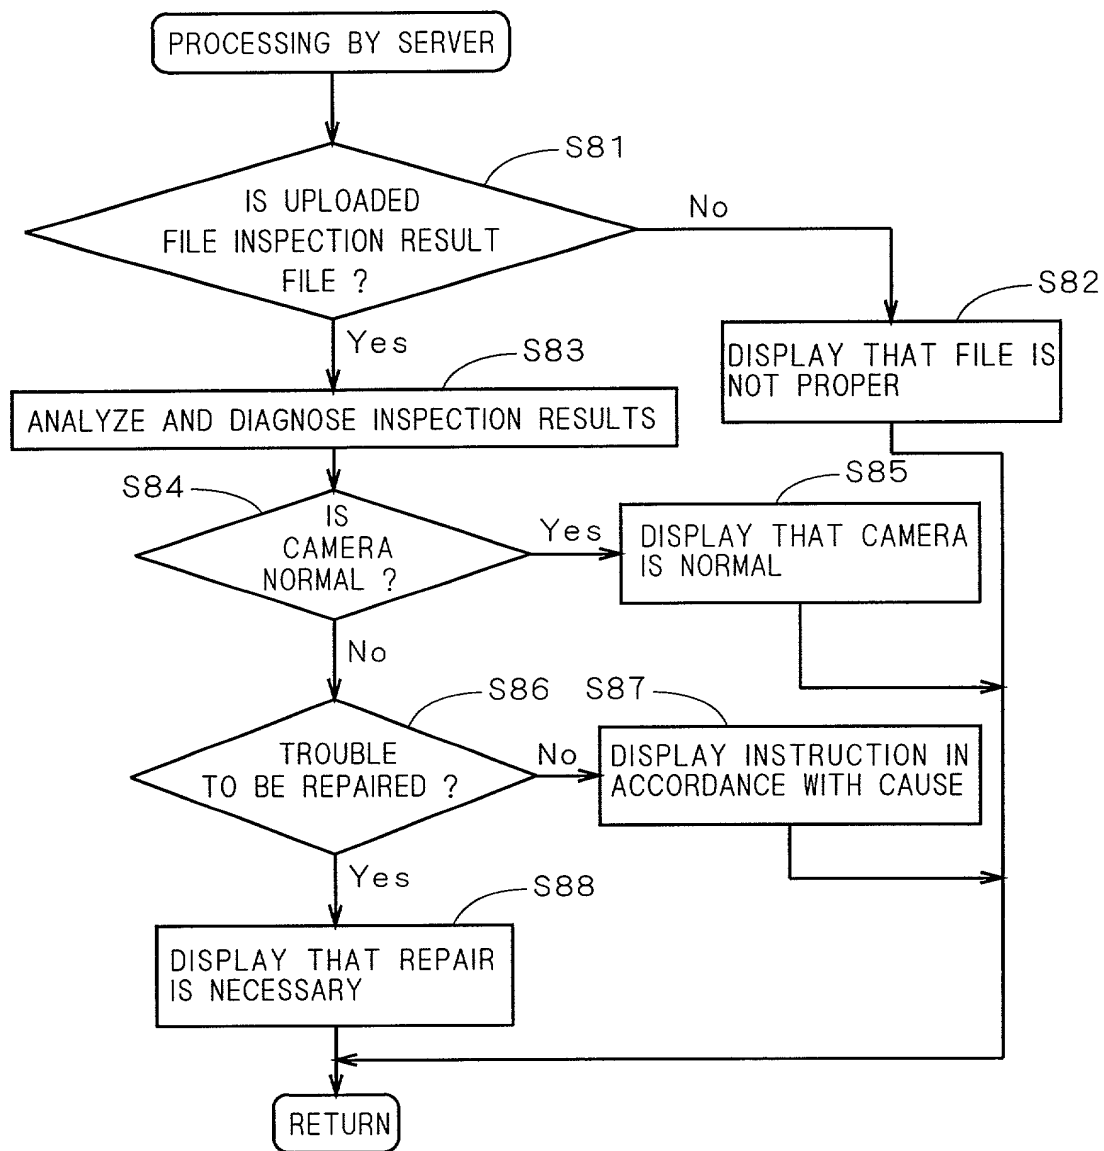 PROCESSING BY SERVER
S81
IS UPLOADED
FILE INSPECTION RESULT
FILE ?
No
S82
Yes
DISPLAY THAT FILE IS
NOT PROPER
S83
ANALYZE AND DIAGNOSE INSPECTION RESULTS
S84
IS
CAMERA
NORMAL ?
Yes
S85
DISPLAY THAT CAMERA
IS NORMAL
No
S86
TROUBLE
TO BE REPAIRED ?
No
S87
DISPLAY INSTRUCTION IN
ACCORDANCE WITH CAUSE
Yes
S88
DISPLAY THAT REPAIR
IS NECESSARY
RETURN